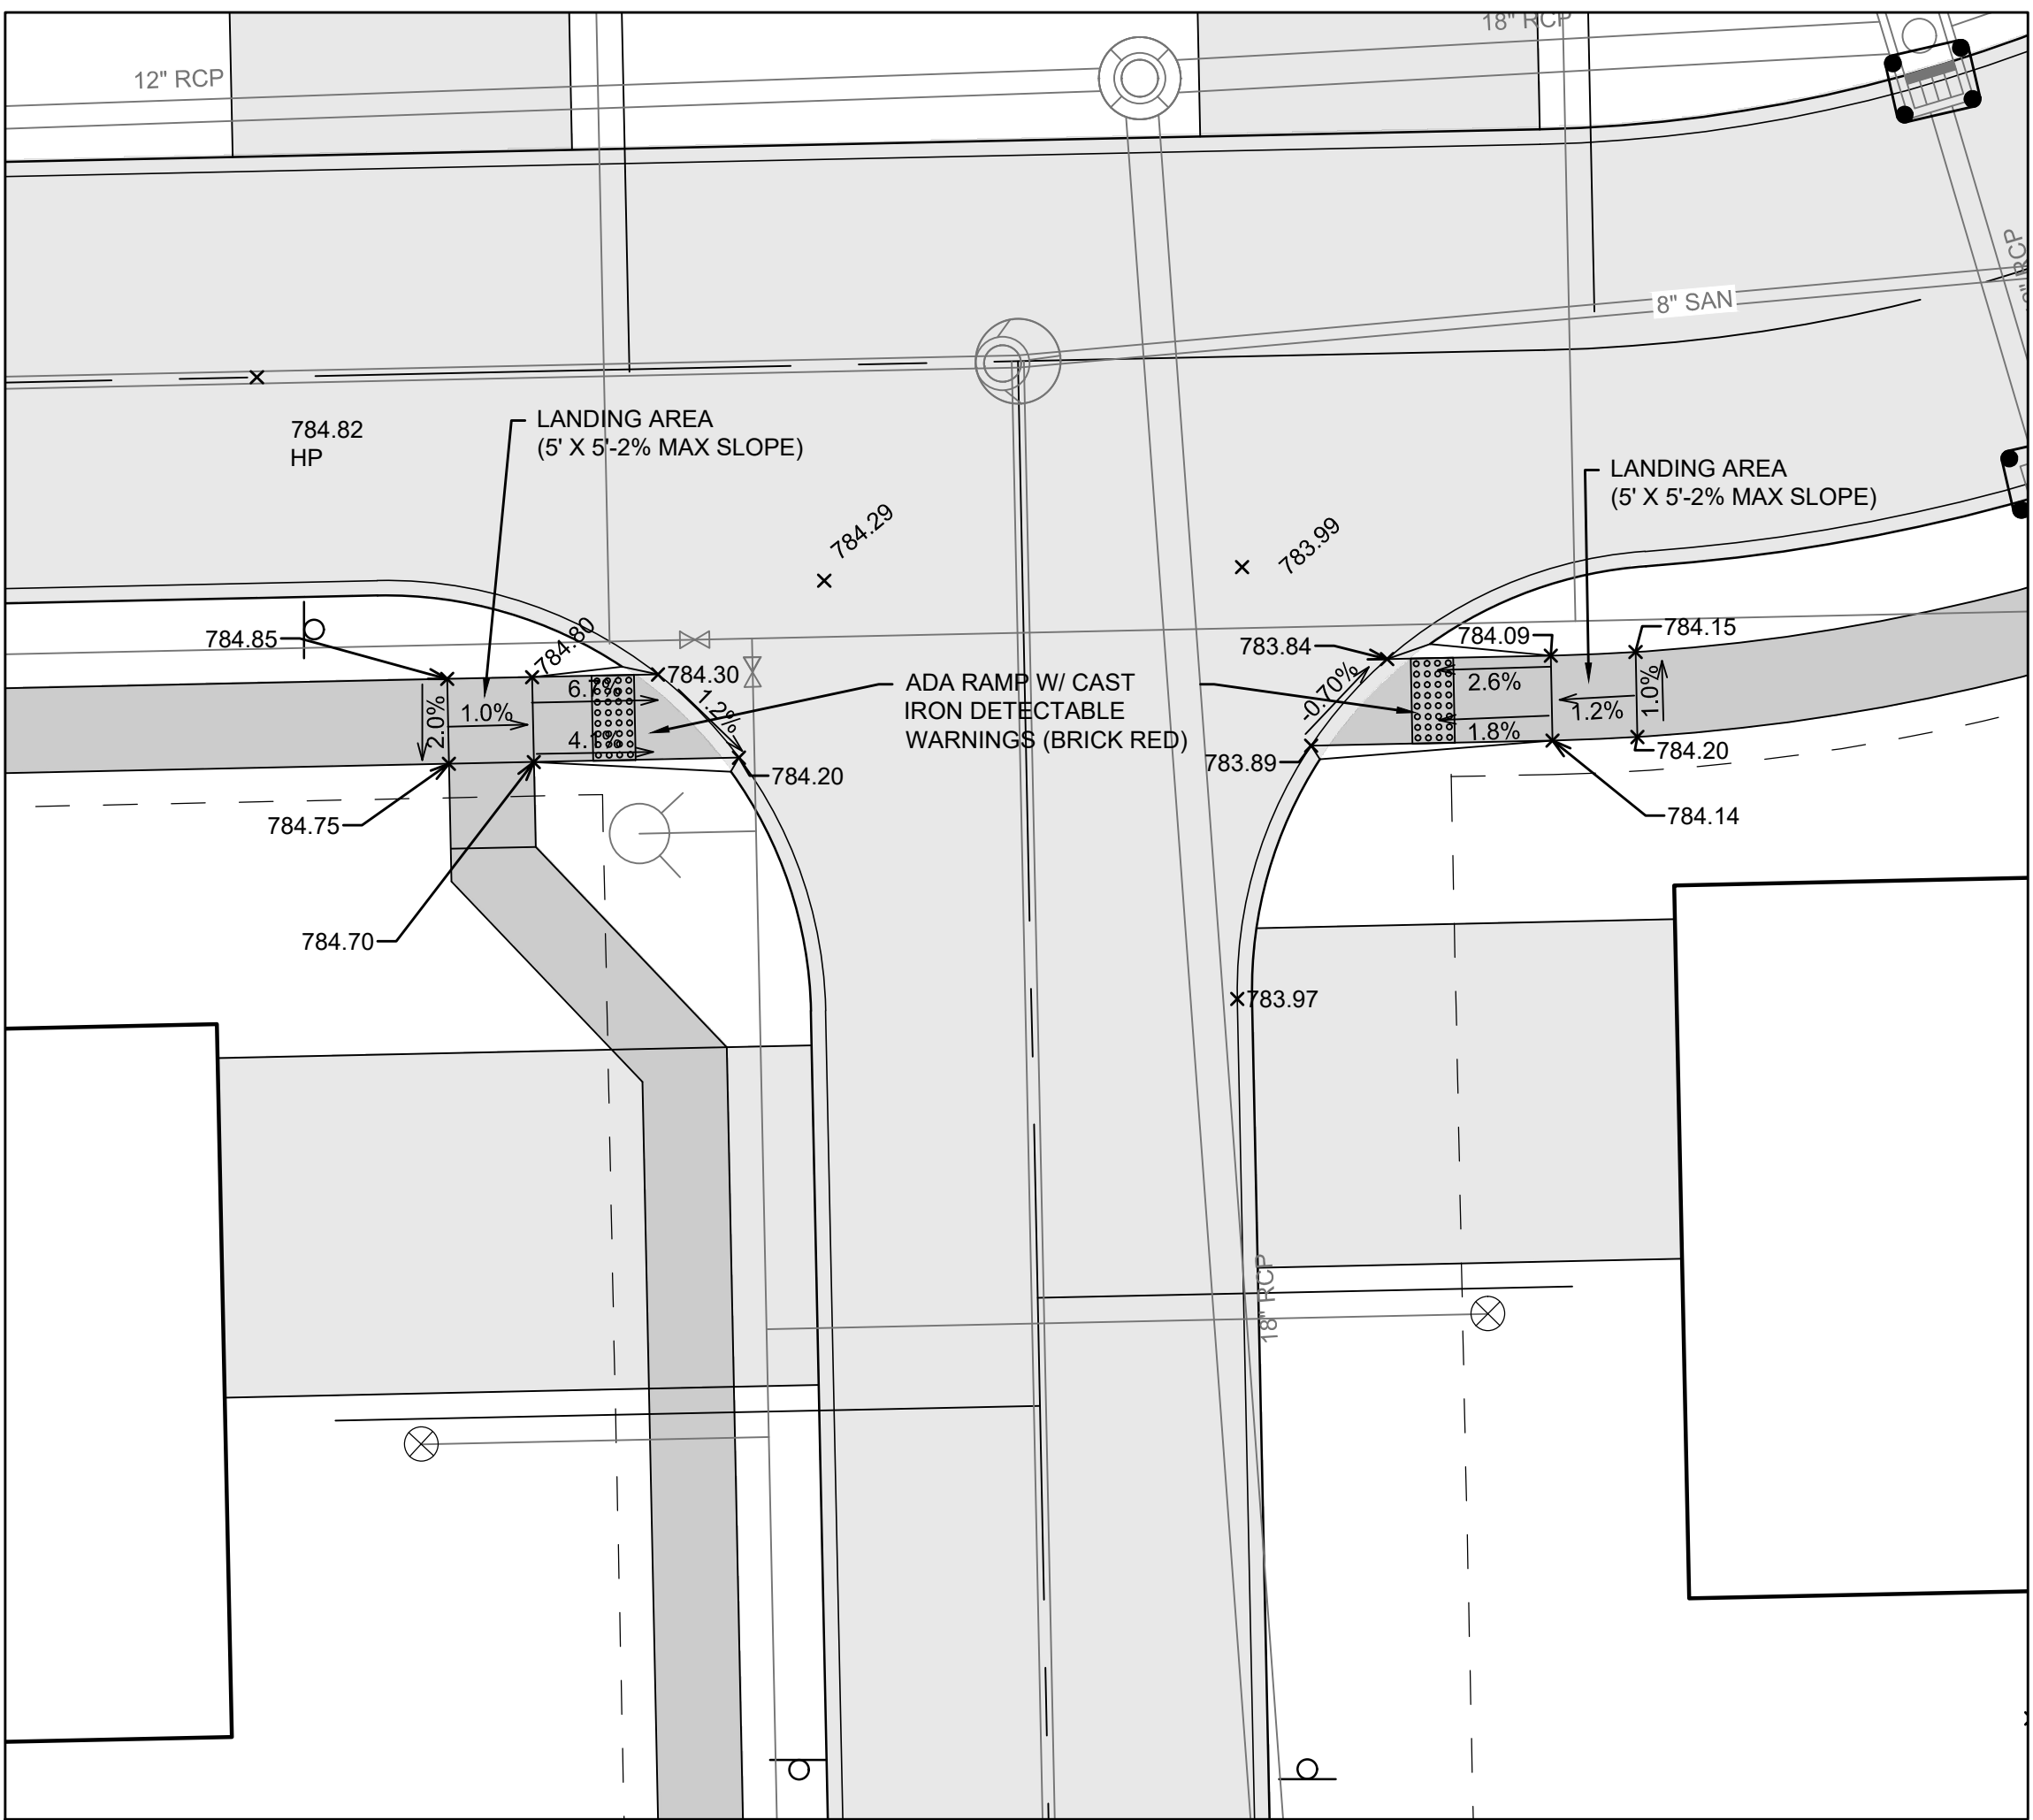 18" RCP
12" RCP
8" SAN
784.82
HP
LANDING AREA
(5' X 5'-2% MAX SLOPE)
LANDING AREA
(5' X 5'-2% MAX SLOPE)
784.29
783.99
784.85
784.80
784.30
783.84
784.09
784.15
2.0%
1.0%
1.2%
ADA RAMP W/ CAST
IRON DETECTABLE
WARNINGS (BRICK RED)
-0.70%
2.6%
1.8%
1.2%
1.0%
784.75
784.20
783.89
784.20
784.14
784.70
783.97
18" RCP